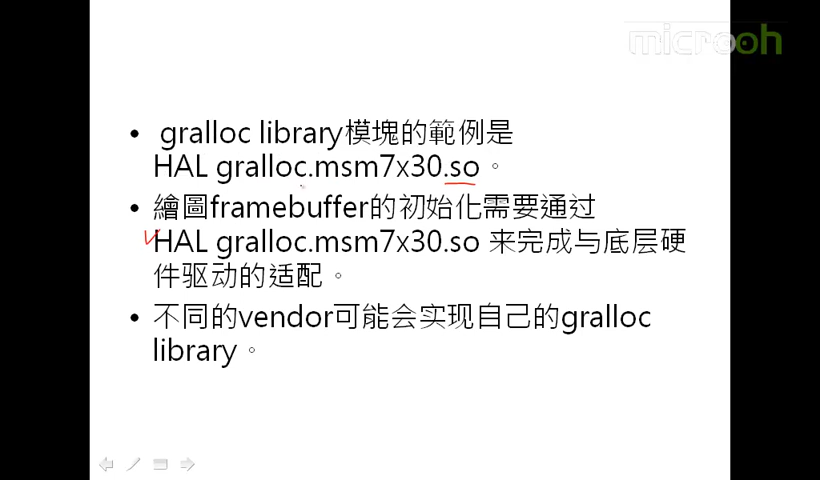 microoh
• gralloc library模塊的範例是
HAL gralloc.msm7x30.so。
• 繪圖framebuffer的初始化需要通过
HAL gralloc.msm7x30.so 来完成与底层硬
件驱动的适配。
• 不同的vendor可能会实现自己的gralloc
library。